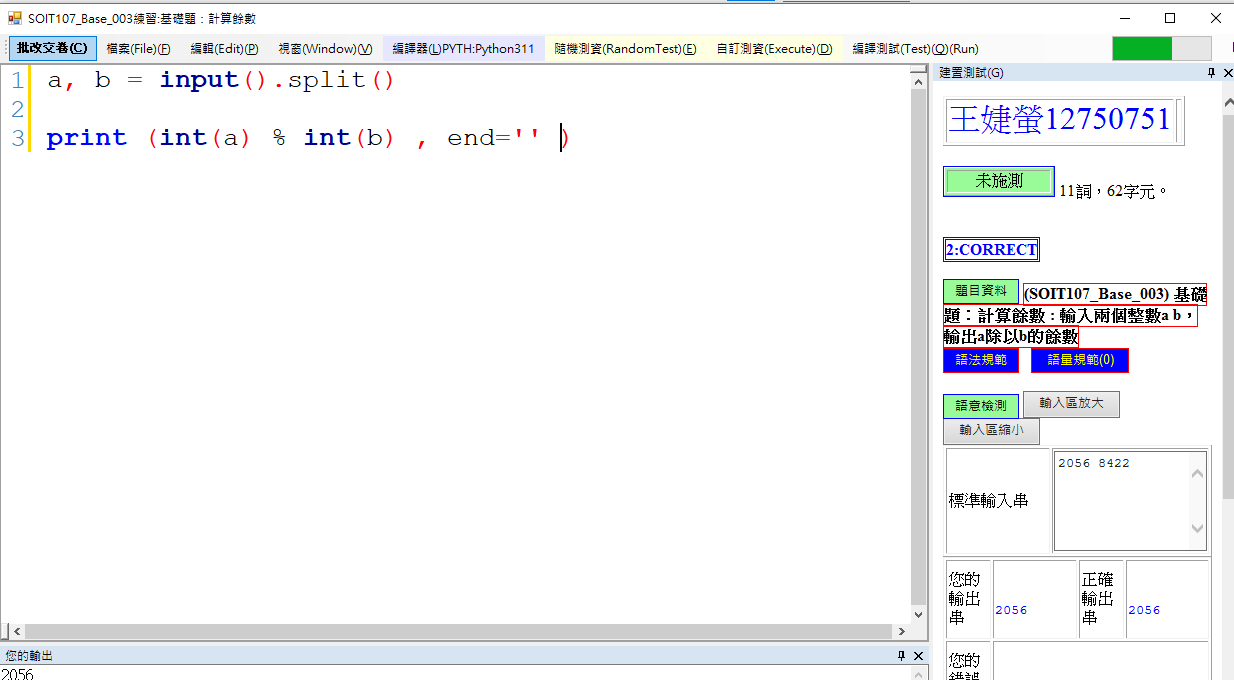 SOIT107_Base_003練習:基礎題：計算餘數
批改交卷(C) 檔案(File)(F) 編輯(Edit)(P) 視窗(Window)(V) 編譯器(L)PYTH:Python311 隨機測資(RandomTest)(E) 自訂測資(Execute)(D) 編譯測試(Test)(Q)(Run)
1 a, b = input().split()
2
3 print (int(a) % int(b) , end='' )
建置測試(G)
王婕螢12750751
未施測 11詞，62字元。
2:CORRECT
題目資料 (SOIT107_Base_003) 基礎
題：計算餘數 : 輸入兩個整數a b，
輸出a除以b的餘數
語法規範 語量規範(0)
語意檢測 輸入區放大
輸入區縮小
標準輸入串 2056 8422
您的輸出串 2056 正確輸出串 2056
您的
您的輸出
2056